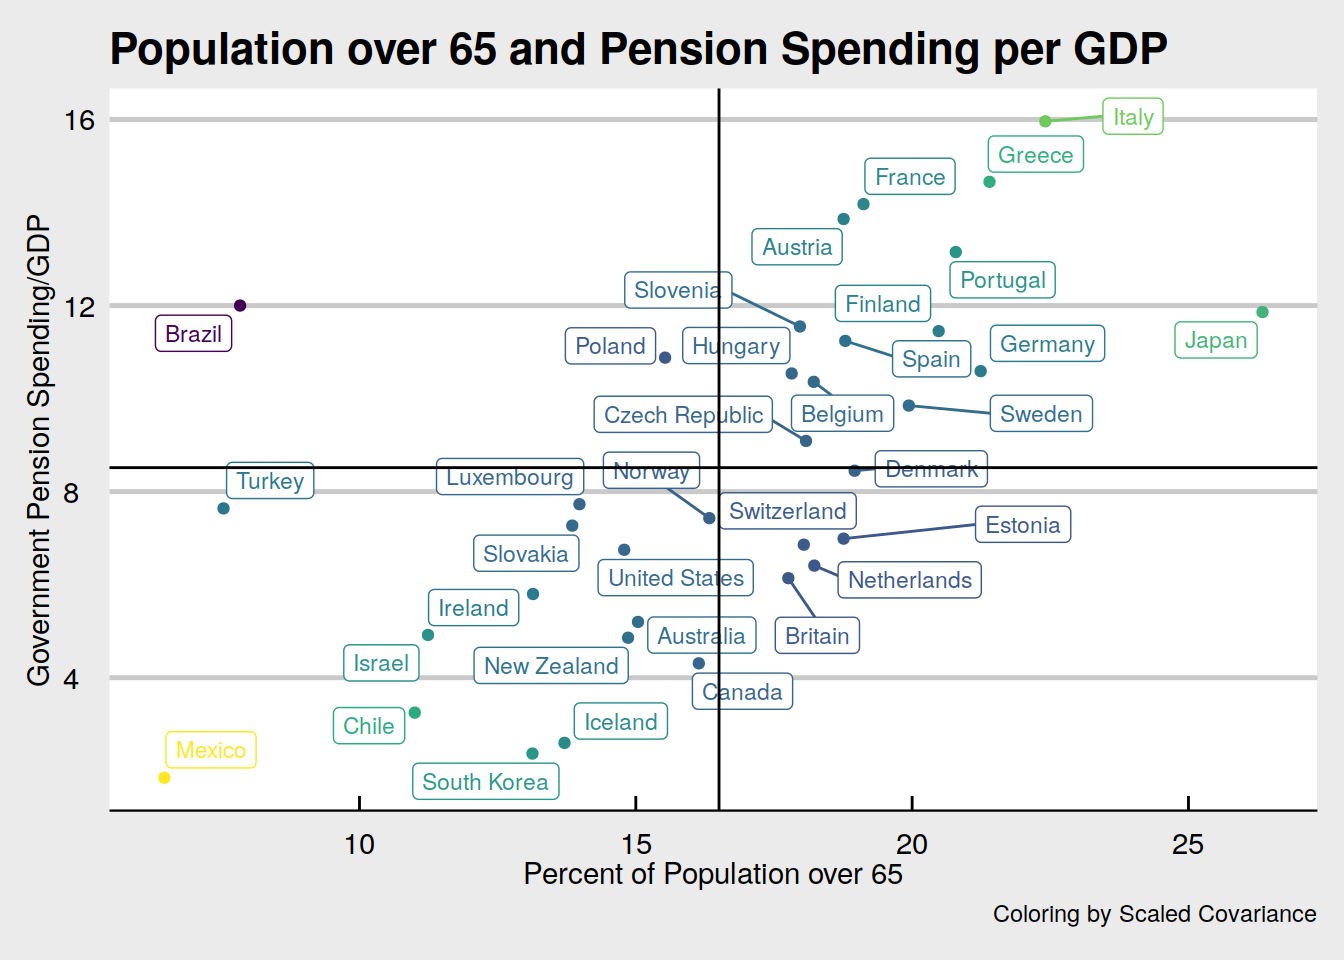 Population over 65 and Pension Spending per GDP
Government Pension Spending/GDP
16
12
8
4
Italy
Greece
France
Austria
Portugal
Slovenia
Finland
Brazil
Poland
Hungary
Spain
Germany
Japan
Czech Republic
Belgium
Sweden
Turkey
Luxembourg
Norway
Denmark
Switzerland
Estonia
Slovakia
United States
Netherlands
Ireland
Australia
Britain
Israel
New Zealand
Canada
Chile
Iceland
Mexico
South Korea
10
15
20
25
Percent of Population over 65
Coloring by Scaled Covariance